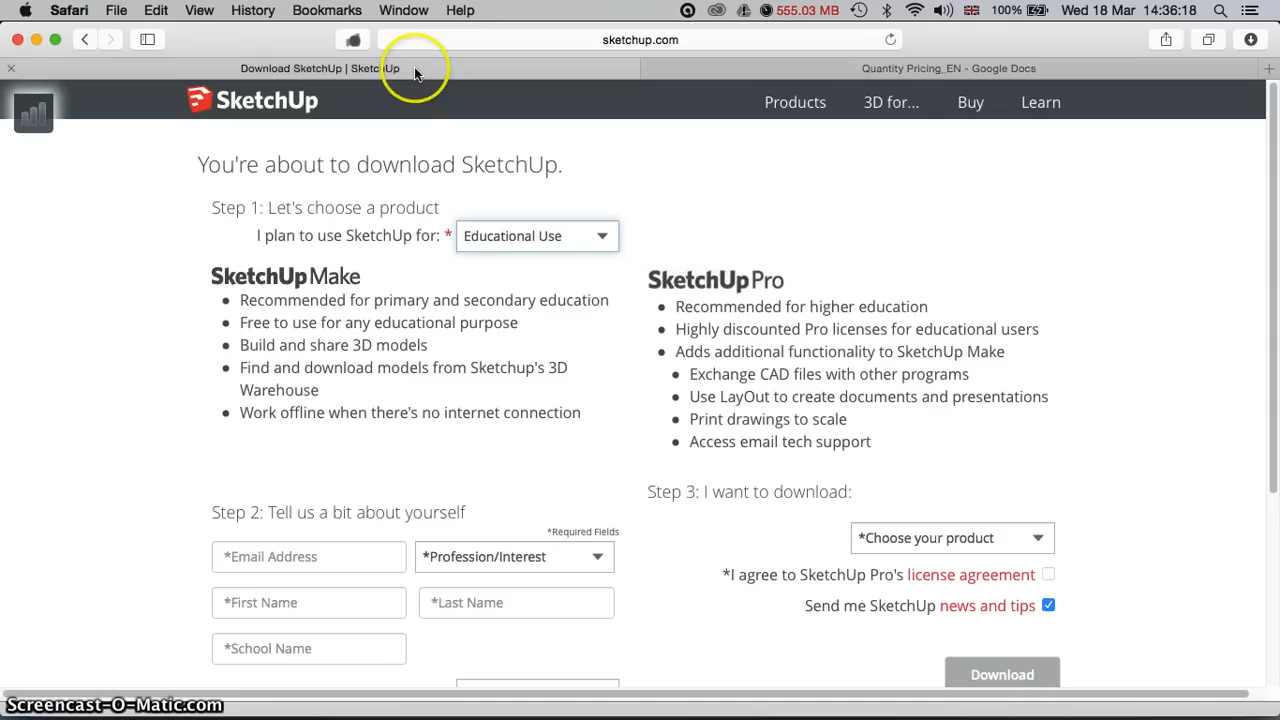 Safari File Edit View History Bookmarks Window Help 555.03 MB 100% Wed 18 Mar 14:36:18
sketchup.com
Download SketchUp | SketchUp Quantity Pricing_EN - Google Docs
SketchUp Products 3D for... Buy Learn
You're about to download SketchUp.
Step 1: Let's choose a product
I plan to use SketchUp for: * Educational Use
SketchUp Make
Recommended for primary and secondary education
Free to use for any educational purpose
Build and share 3D models
Find and download models from Sketchup's 3D
Warehouse
Work offline when there's no internet connection
SketchUp Pro
Recommended for higher education
Highly discounted Pro licenses for educational users
Adds additional functionality to SketchUp Make
Exchange CAD files with other programs
Use LayOut to create documents and presentations
Print drawings to scale
Access email tech support
Step 2: Tell us a bit about yourself
*Required Fields
*Email Address *Profession/Interest
*First Name *Last Name
*School Name
Step 3: I want to download:
*Choose your product
*I agree to SketchUp Pro's license agreement
Send me SketchUp news and tips
Download
Screencast-O-Matic.com